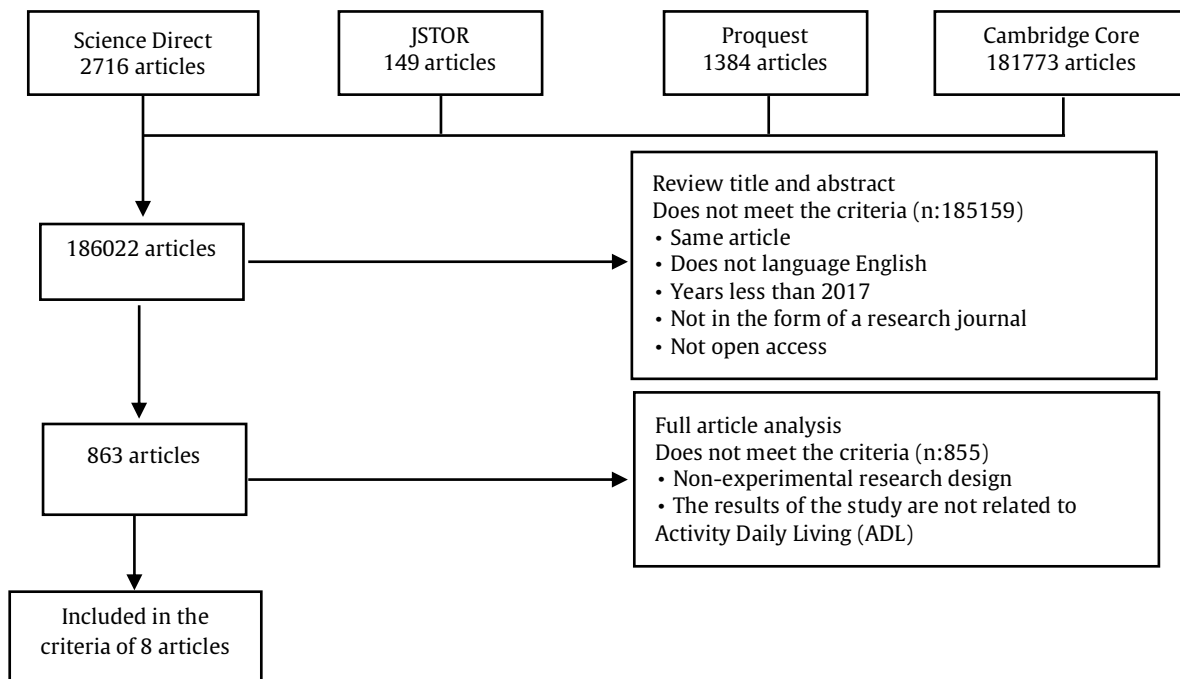 Science Direct
2716 articles
JSTOR
149 articles
Proquest
1384 articles
Cambridge Core
181773 articles
186022 articles
Review title and abstract
Does not meet the criteria (n:185159)
• Same article
• Does not language English
• Years less than 2017
• Not in the form of a research journal
• Not open access
863 articles
Full article analysis
Does not meet the criteria (n:855)
• Non-experimental research design
• The results of the study are not related to
Activity Daily Living (ADL)
Included in the
criteria of 8 articles